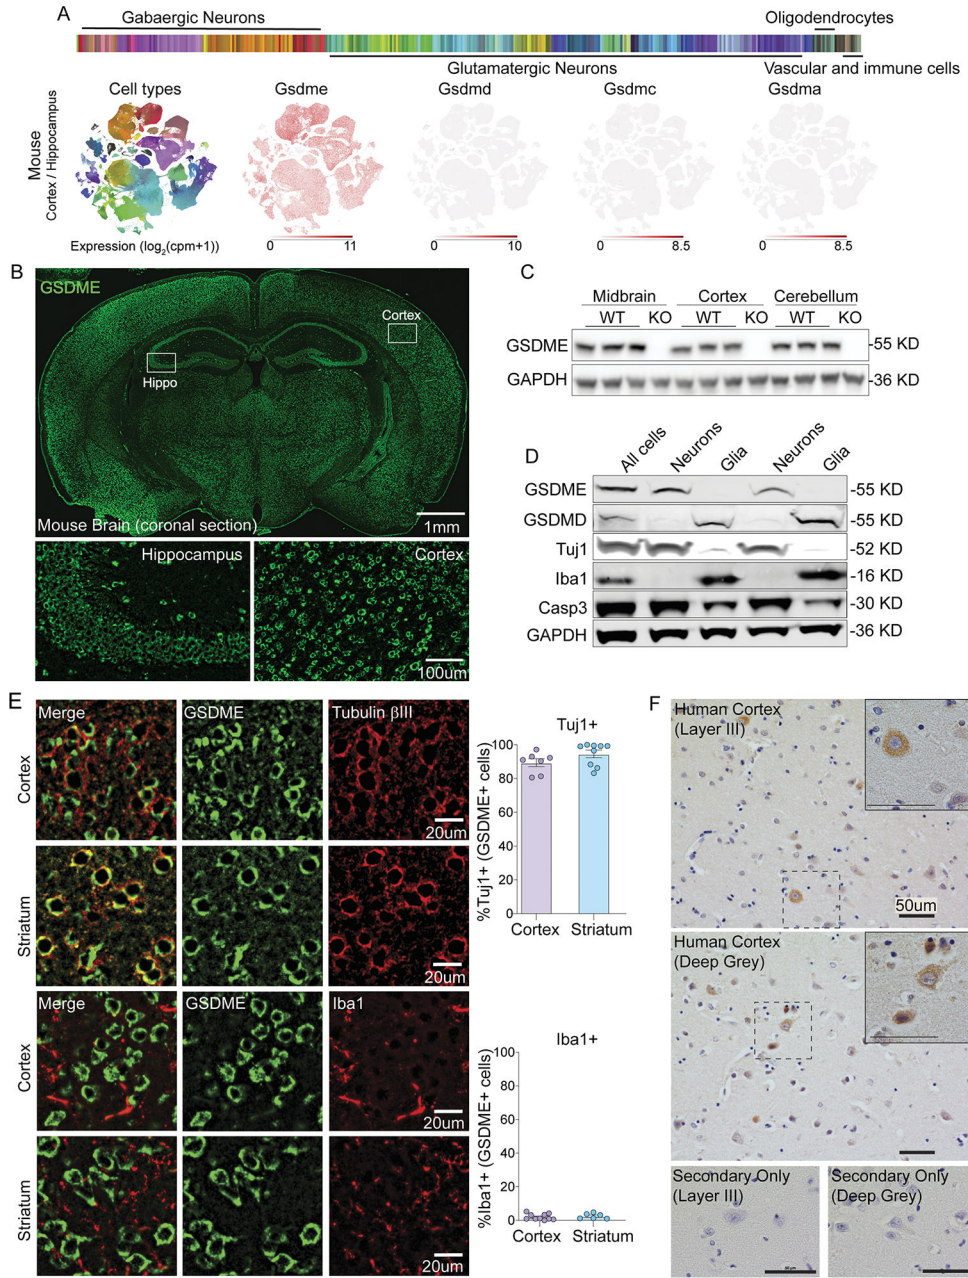 A
Gabaergic Neurons
Oligodendrocytes
Glutamatergic Neurons
Vascular and immune cells
Cell types
Gsdme
Gsdmd
Gsdmc
Gsdma
Mouse
Cortex / Hippocampus
Expression (log2(cpm+1))
0 11
0 10
0 8.5
0 8.5
B
GSDME
Cortex
Hippo
Mouse Brain (coronal section)
1mm
Hippocampus
Cortex
100um
C
Midbrain Cortex Cerebellum
WT KO WT KO WT KO
GSDME -55 KD
GAPDH -36 KD
D
All cells Neurons Glia Neurons Glia
GSDME -55 KD
GSDMD -55 KD
Tuj1 -52 KD
Iba1 -16 KD
Casp3 -30 KD
GAPDH -36 KD
E
Merge GSDME Tubulin βIII
Cortex
20um
Striatum
20um
Merge GSDME Iba1
Cortex
20um
Striatum
20um
Tuj1+
%Tuj1+ (GSDME+ cells)
100
80
60
40
20
0
Cortex Striatum
Iba1+
%Iba1+ (GSDME+ cells)
100
80
60
40
20
0
Cortex Striatum
F
Human Cortex
(Layer III)
50um
Human Cortex
(Deep Grey)
Secondary Only
(Layer III)
Secondary Only
(Deep Grey)